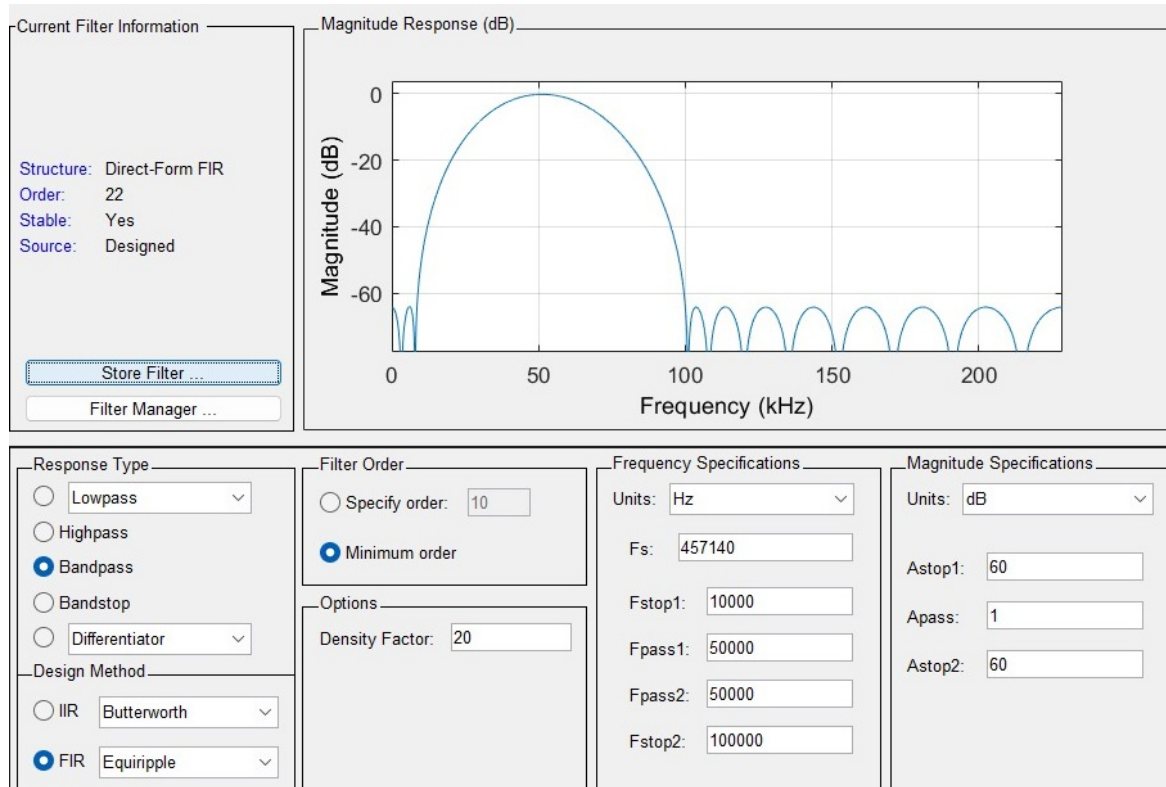 Current Filter Information
Structure: Direct-Form FIR
Order: 22
Stable: Yes
Source: Designed
Store Filter ...
Filter Manager ...
Magnitude Response (dB)
Magnitude (dB)
0
-20
-40
-60
0 50 100 150 200
Frequency (kHz)
Response Type
Lowpass
Highpass
Bandpass
Bandstop
Differentiator
Design Method
IIR Butterworth
FIR Equiripple
Filter Order
Specify order: 10
Minimum order
Options
Density Factor: 20
Frequency Specifications
Units: Hz
Fs: 457140
Fstop1: 10000
Fpass1: 50000
Fpass2: 50000
Fstop2: 100000
Magnitude Specifications
Units: dB
Astop1: 60
Apass: 1
Astop2: 60